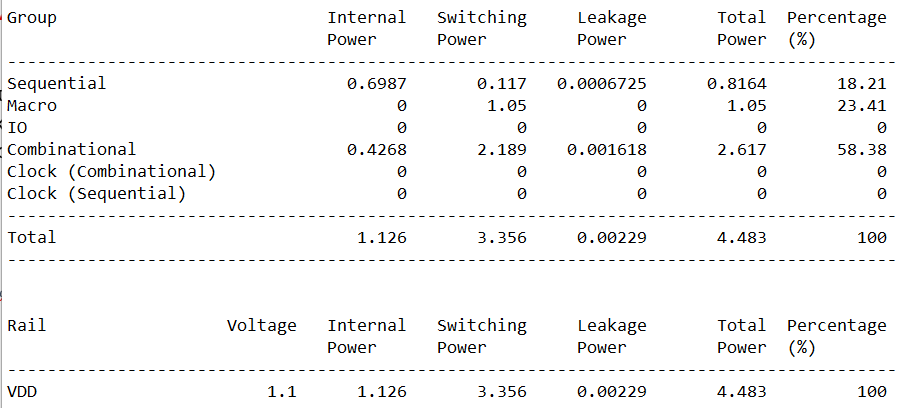 Group Internal Switching Leakage Total Percentage
Power Power Power Power (%)
--------------------------------------------------------------------------------
Sequential 0.6987 0.117 0.0006725 0.8164 18.21
Macro 0 1.05 0 1.05 23.41
IO 0 0 0 0 0
Combinational 0.4268 2.189 0.001618 2.617 58.38
Clock (Combinational) 0 0 0 0 0
Clock (Sequential) 0 0 0 0 0
--------------------------------------------------------------------------------
Total 1.126 3.356 0.00229 4.483 100
--------------------------------------------------------------------------------
Rail Voltage Internal Switching Leakage Total Percentage
Power Power Power Power (%)
--------------------------------------------------------------------------------
VDD 1.1 1.126 3.356 0.00229 4.483 100